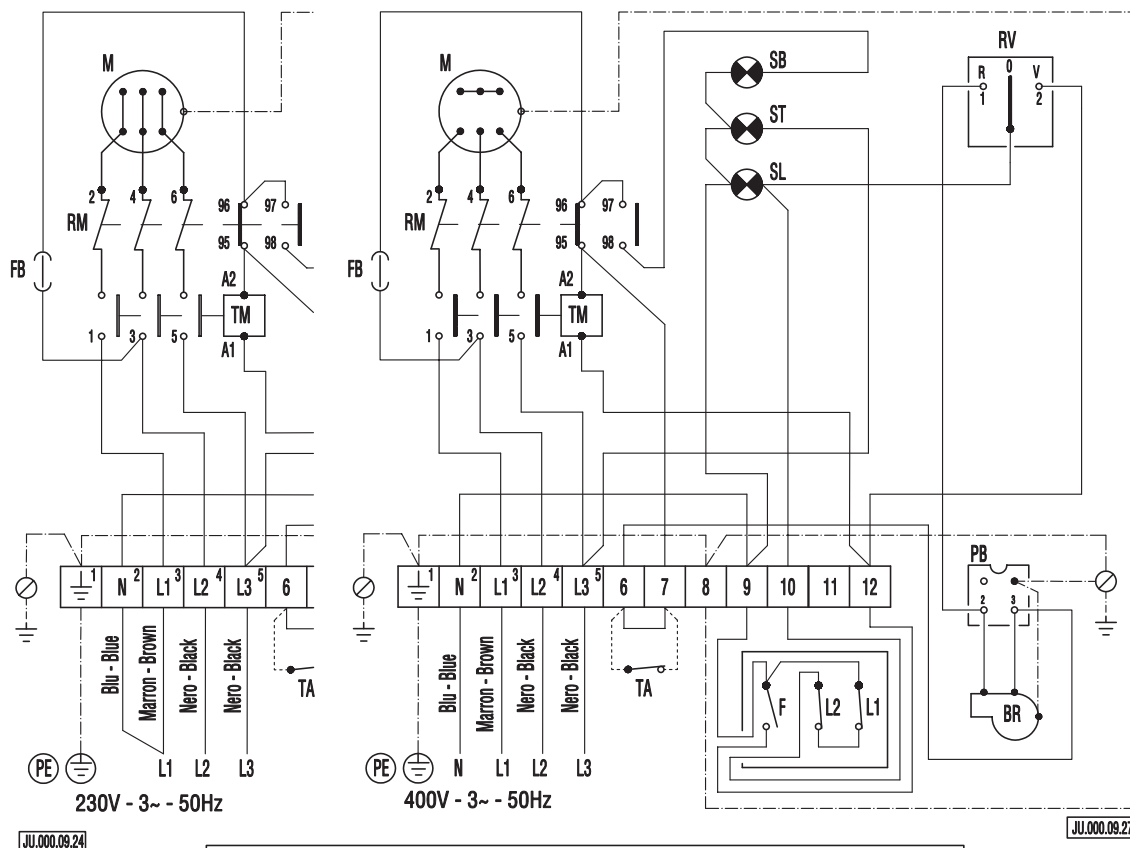 M
2 4 6
RM
96 97
95 98
FB
A2
TM
A1
1 3 5
1 N 2 L1 3 L2 4 L3 5 6
Blu - Blue
Marron - Brown
Nero - Black
Nero - Black
TA
PE L1 L2 L3
230V - 3~ - 50Hz
JU.000.09.24
M
2 4 6
RM
96 97
95 98
FB
A2
TM
A1
1 3 5
SB
ST
SL
RV
R 0 V
1 2
1 N 2 L1 3 L2 4 L3 5 6 7 8 9 10 11 12
Blu - Blue
Marron - Brown
Nero - Black
Nero - Black
TA
F L2 L1
PB
2 3
BR
PE N L1 L2 L3
400V - 3~ - 50Hz
JU.000.09.27